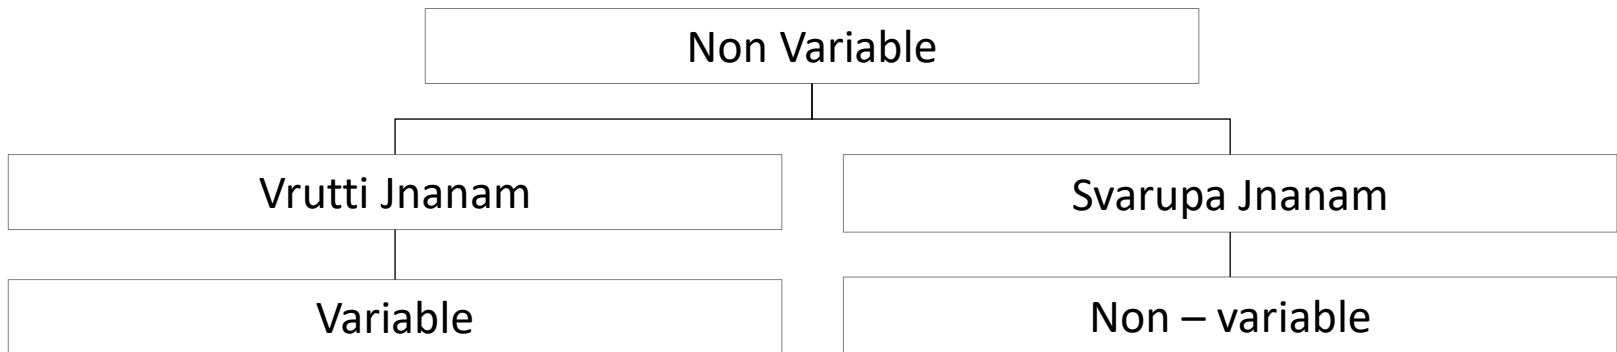 Non Variable
Vrutti Jnanam
Svarupa Jnanam
Variable
Non – variable